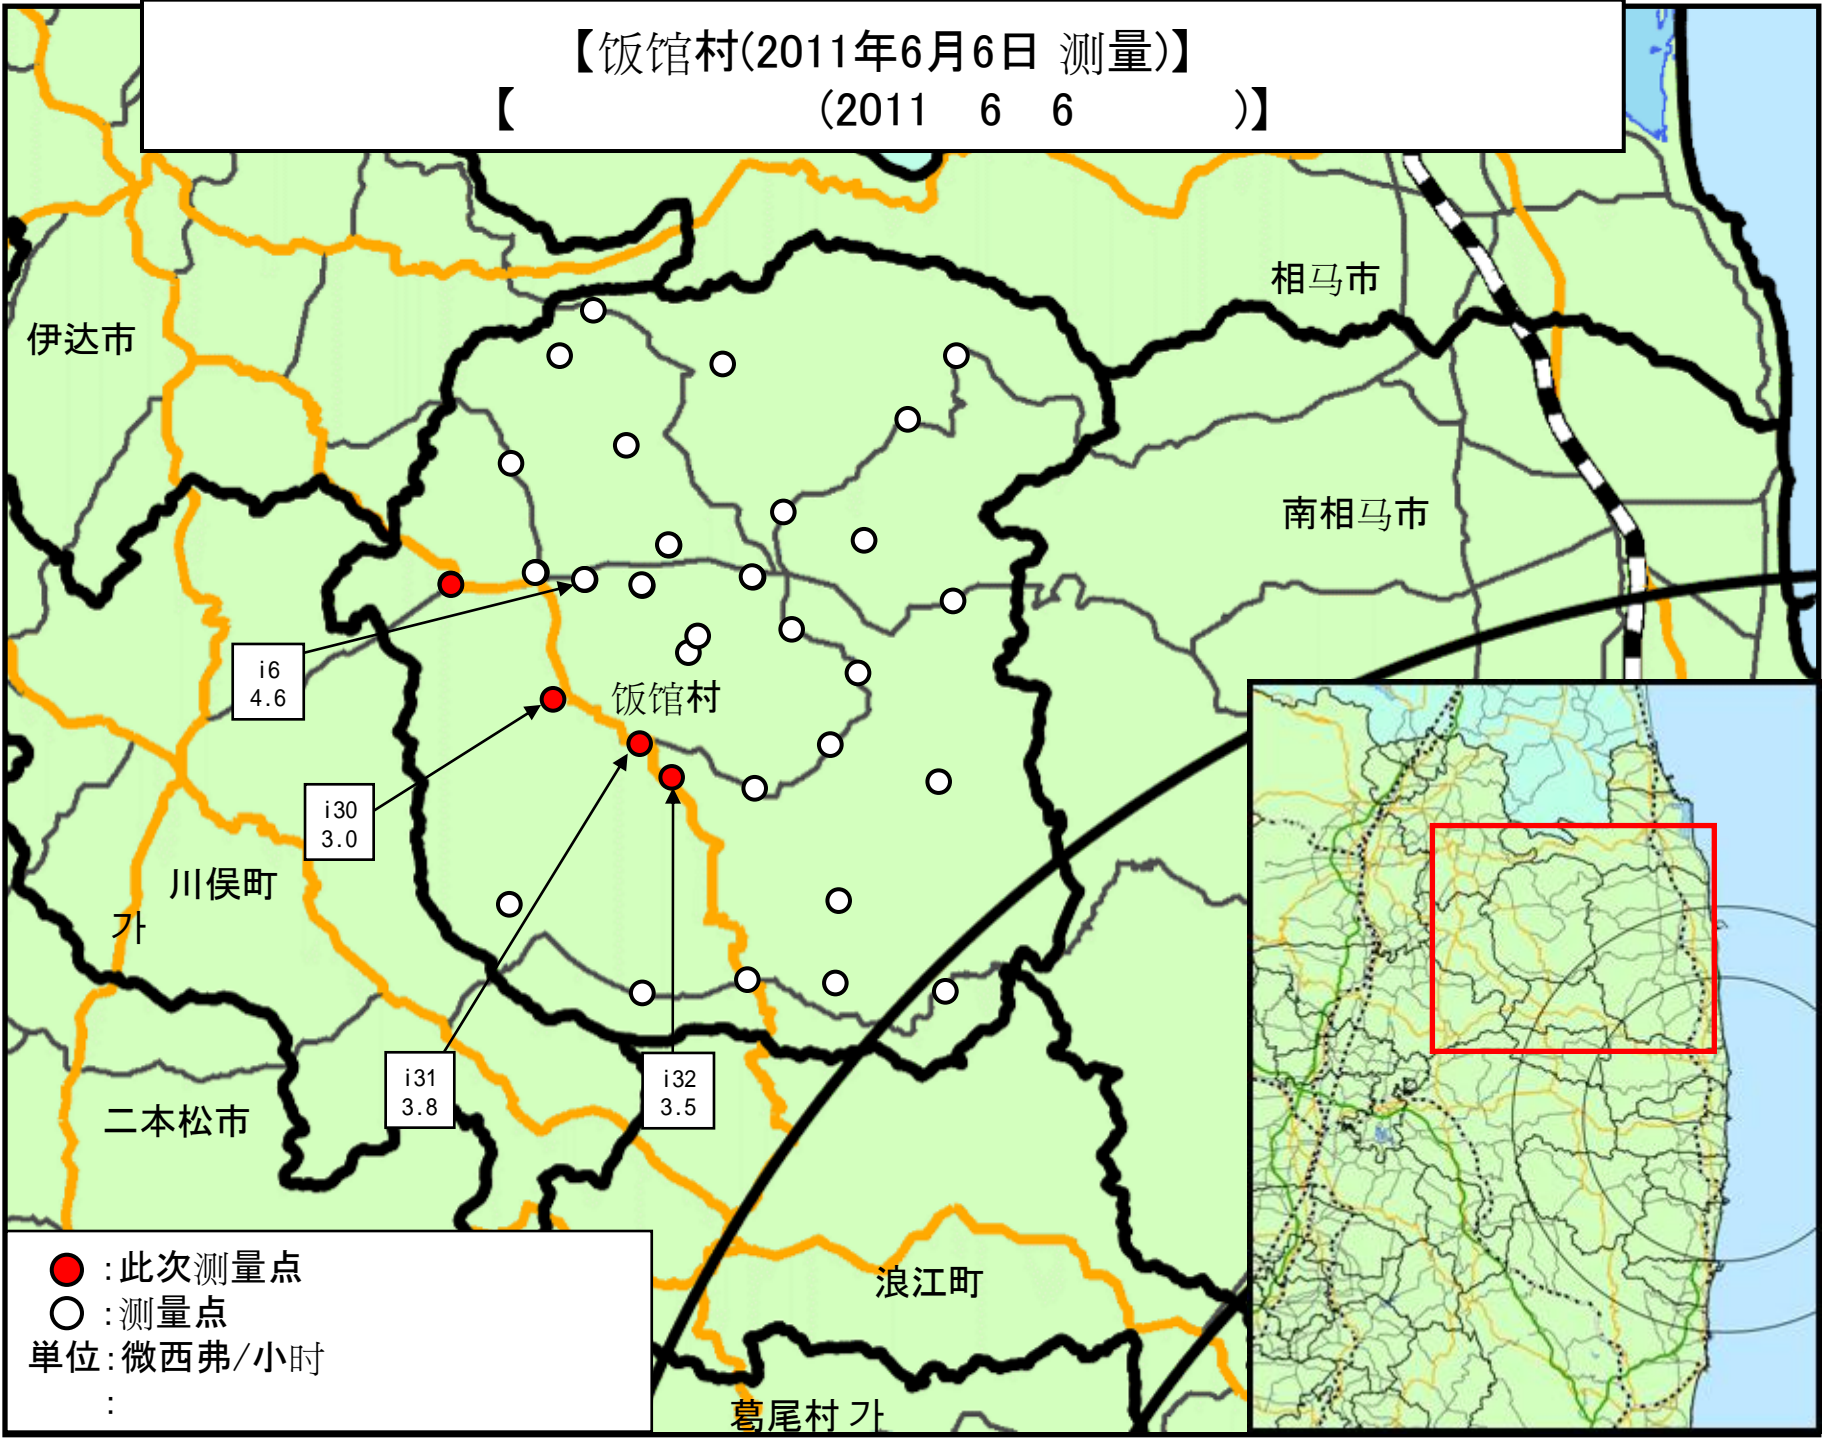 【饭馆村(2011年6月6日 测量)】
【 (2011 6 6 )】
相马市
伊达市
南相马市
i6
4.6
饭馆村
i30
3.0
川俣町
가
i31
3.8
i32
3.5
二本松市
:此次测量点
:测量点
単位:微西弗/小时
:
浪江町
葛尾村 가